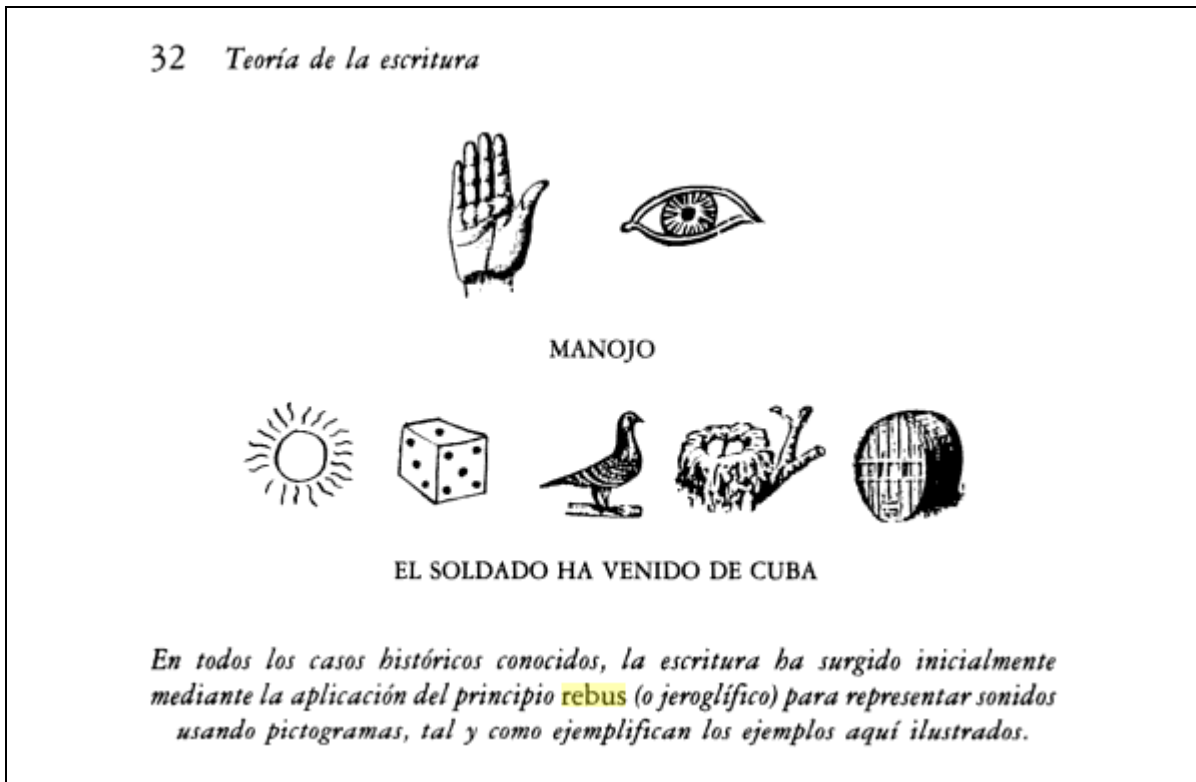 32 Teoría de la escritura
MANOJO
EL SOLDADO HA VENIDO DE CUBA
En todos los casos históricos conocidos, la escritura ha surgido inicialmente
mediante la aplicación del principio rebus (o jeroglífico) para representar sonidos
usando pictogramas, tal y como ejemplifican los ejemplos aquí ilustrados.